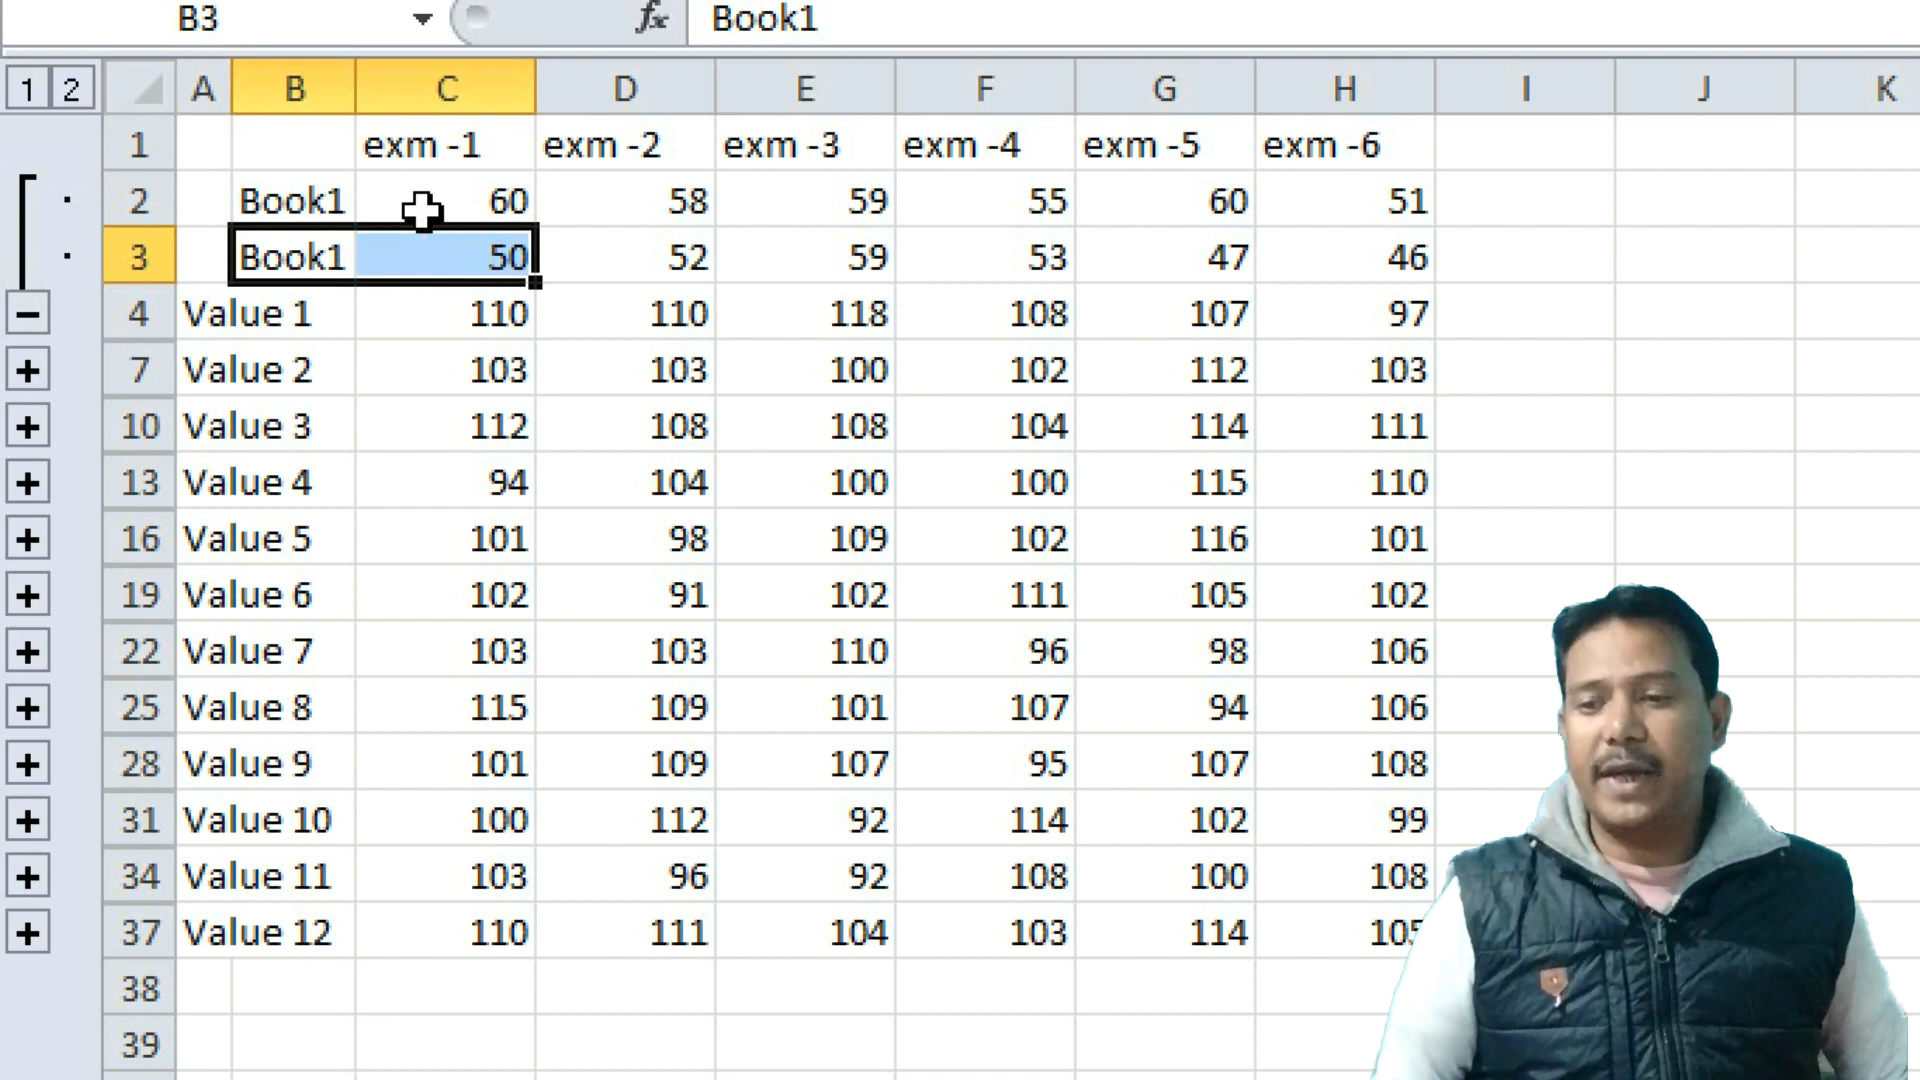 B3 fx Book1
1 2 A B C D E F G H I J K
1 exm -1 exm -2 exm -3 exm -4 exm -5 exm -6
2 Book1 60 58 59 55 60 51
3 Book1 50 52 59 53 47 46
4 Value 1 110 110 118 108 107 97
7 Value 2 103 103 100 102 112 103
10 Value 3 112 108 108 104 114 111
13 Value 4 94 104 100 100 115 110
16 Value 5 101 98 109 102 116 101
19 Value 6 102 91 102 111 105 102
22 Value 7 103 103 110 96 98 106
25 Value 8 115 109 101 107 94 106
28 Value 9 101 109 107 95 107 108
31 Value 10 100 112 92 114 102 99
34 Value 11 103 96 92 108 100 108
37 Value 12 110 111 104 103 114 105
38
39